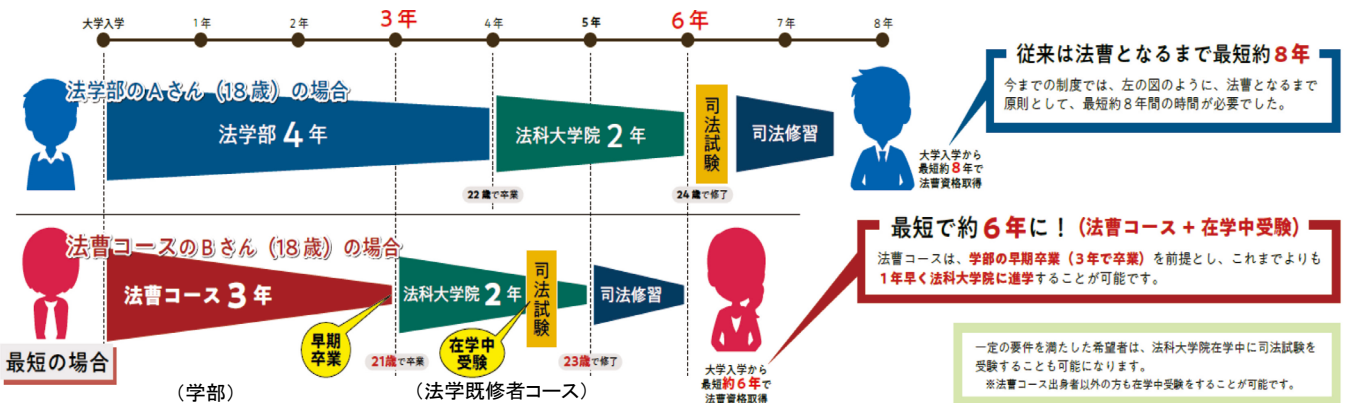 大学入学 1年 2年 3年 4年 5年 6年 7年 8年
法学部のAさん（18歳）の場合
法学部4年
法科大学院2年
司法試験
司法修習
22歳で卒業
24歳で修了
大学入学から
最短約8年で
法曹資格取得
従来は法曹となるまで最短約8年
今までの制度では、左の図のように、法曹となるまで
原則として、最短約８年間の時間が必要でした。
法曹コースのBさん（18歳）の場合
法曹コース3年
早期
卒業
法科大学院2年
在学中
受験
司法試験
司法修習
21歳で卒業
23歳で修了
最短の場合
（学部）
（法学既修者コース）
大学入学から
最短約6年で
法曹資格取得
最短で約6年に！（法曹コース + 在学中受験）
法曹コースは、学部の早期卒業（３年で卒業）を前提とし、これまでよりも
１年早く法科大学院に進学することが可能です。
一定の要件を満たした希望者は、法科大学院在学中に司法試験を
受験することも可能になります。
※法曹コース出身者以外の方も在学中受験をすることが可能です。